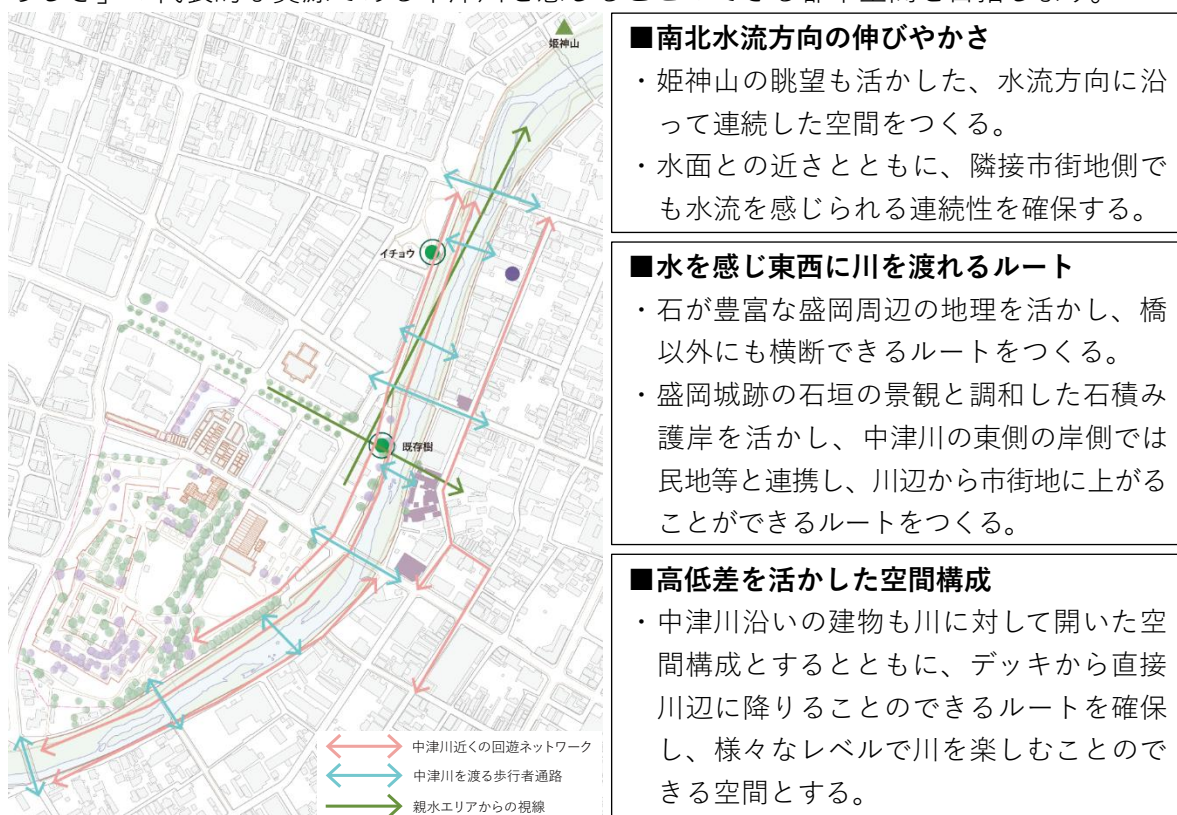 姫神山
イチョウ
既存樹
中津川近くの回遊ネットワーク
中津川を渡る歩行者通路
親水エリアからの視線
■南北水流方向の伸びやかさ
・姫神山の眺望も活かした、水流方向に沿
って連続した空間をつくる。
・水面との近さとともに、隣接市街地側で
も水流を感じられる連続性を確保する。
■水を感じ東西に川を渡れるルート
・石が豊富な盛岡周辺の地理を活かし、橋
以外にも横断できるルートをつくる。
・盛岡城跡の石垣の景観と調和した石積み
護岸を活かし、中津川の東側の岸側では
民地等と連携し、川辺から市街地に上がる
ことができるルートをつくる。
■高低差を活かした空間構成
・中津川沿いの建物も川に対して開いた空
間構成とするとともに、デッキから直接
川辺に降りることのできるルートを確保
し、様々なレベルで川を楽しむことので
きる空間とする。